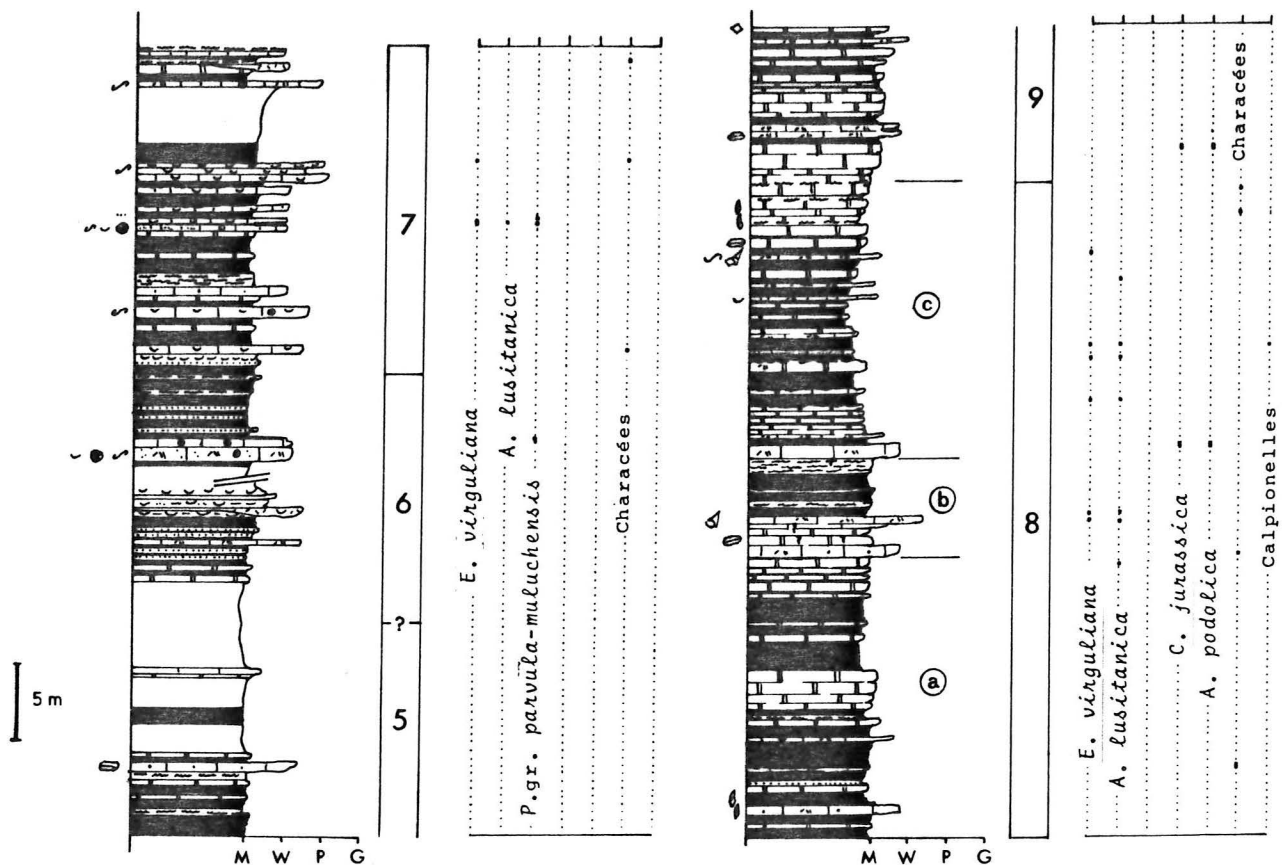 7
6
?
5
5 m
M W P G
E. virguliana
A. lusitanica
P.gr. parvula-muluchensis
Characées
9
8
c
b
a
M W P G
E. virguliana
A. lusitanica
C. jurassica
A. podolica
Characées
Calpionelles